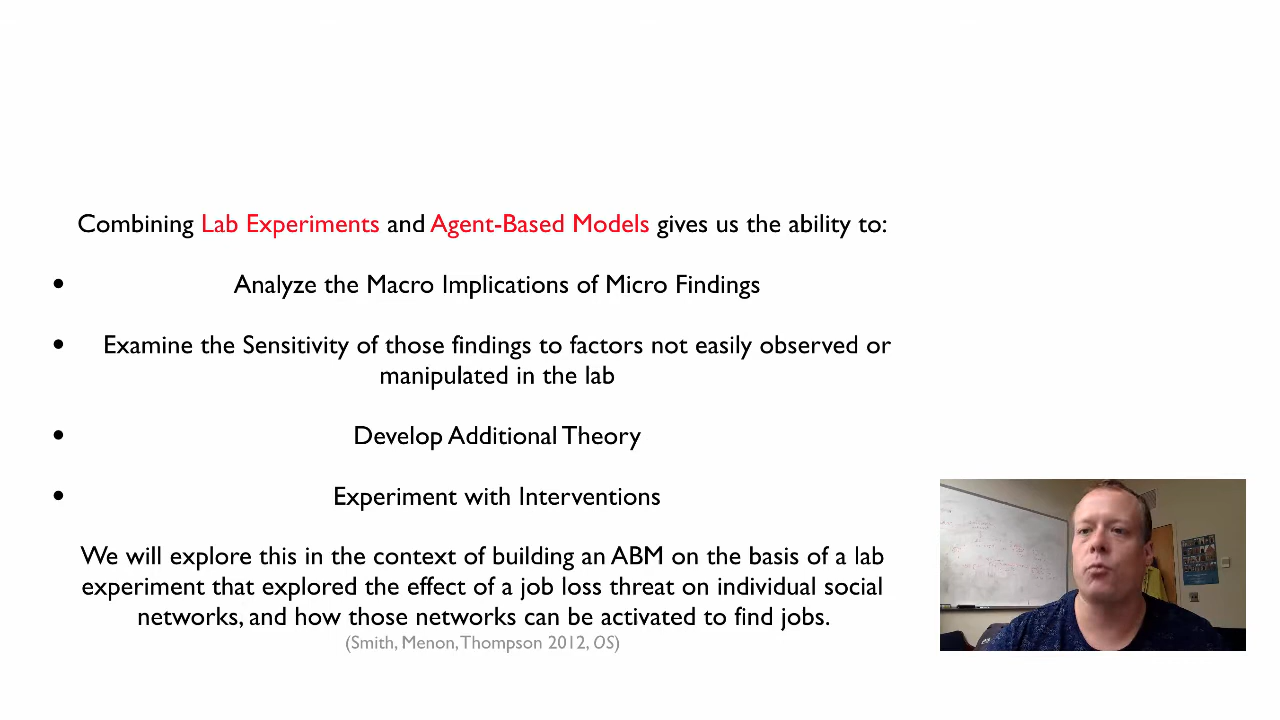 Combining Lab Experiments and Agent-Based Models gives us the ability to:
• Analyze the Macro Implications of Micro Findings
• Examine the Sensitivity of those findings to factors not easily observed or
manipulated in the lab
• Develop Additional Theory
• Experiment with Interventions
We will explore this in the context of building an ABM on the basis of a lab
experiment that explored the effect of a job loss threat on individual social
networks, and how those networks can be activated to find jobs.
(Smith, Menon, Thompson 2012, OS)